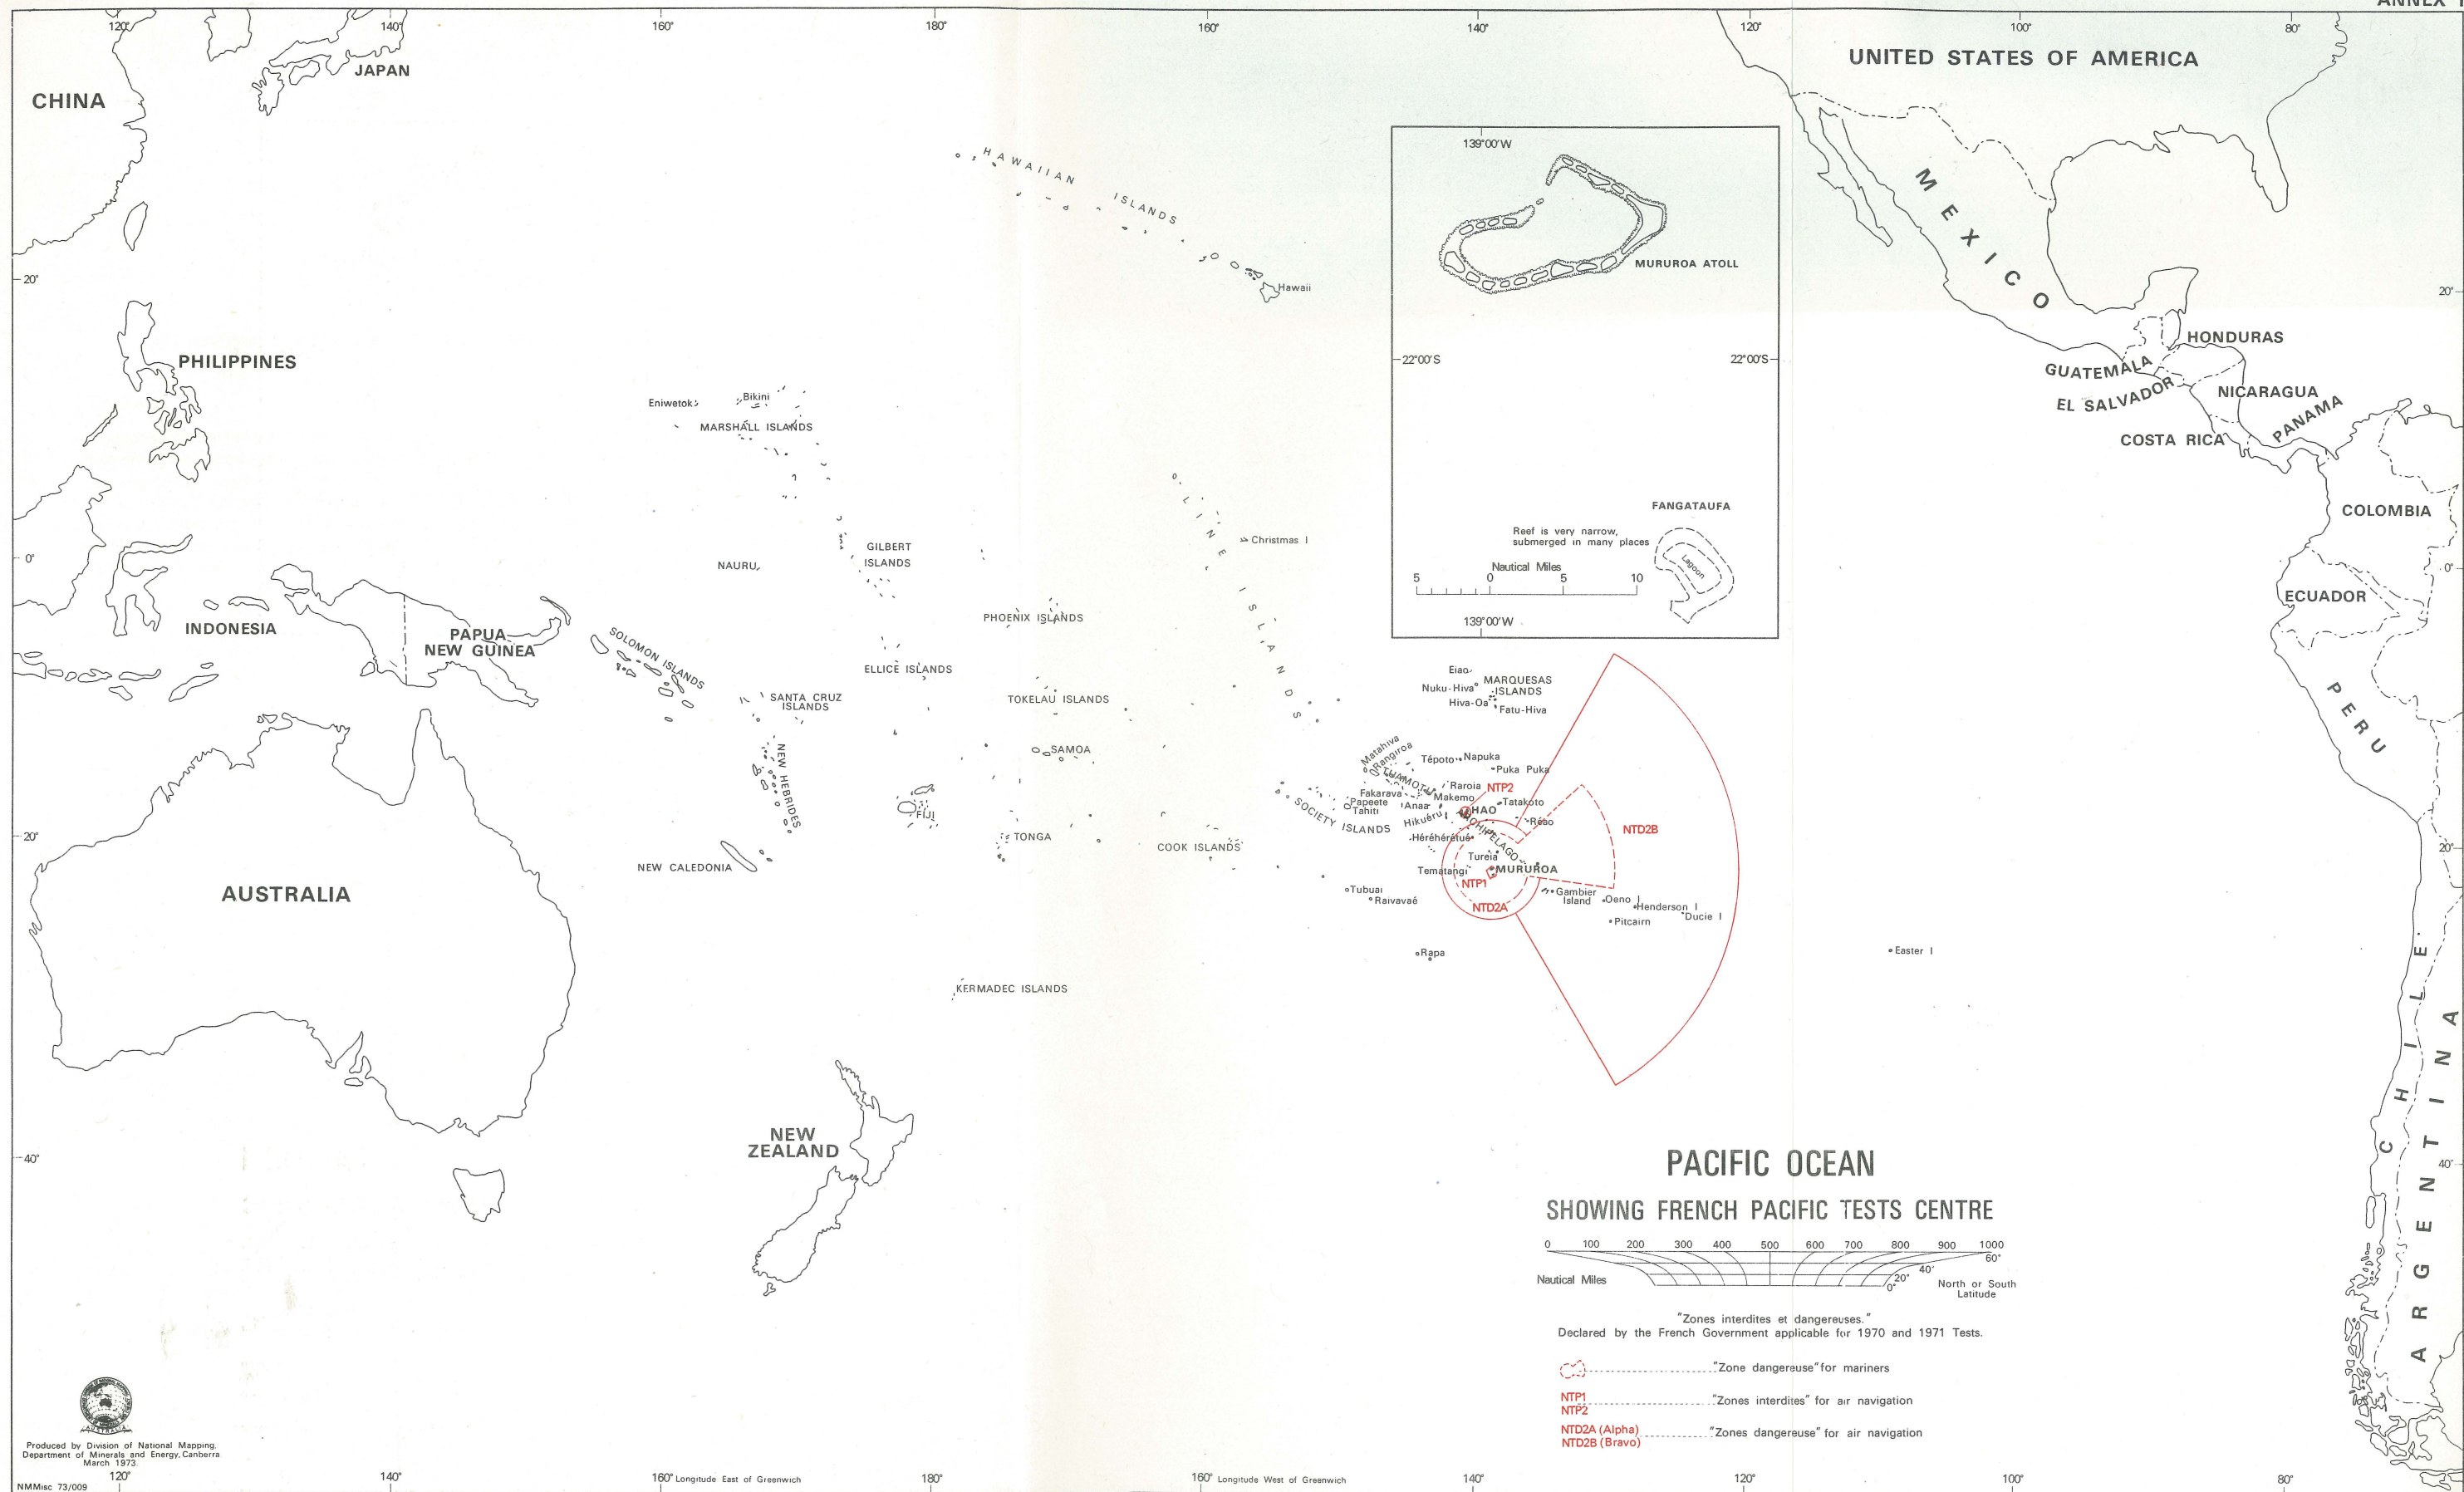 ANNEX
120°
140°
160°
180°
160°
140°
120°
100°
80°
UNITED STATES OF AMERICA
JAPAN
CHINA
139°00'W
HAWAIIAN ISLANDS
MEXICO
MURUROA ATOLL
20°
Hawaii
20°
HONDURAS
PHILIPPINES
22°00'S
22°00'S
GUATEMALA
NICARAGUA
EL SALVADOR
PANAMA
COSTA RICA
Eniwetok
Bikini
MARSHALL ISLANDS
FANGATAUFA
COLOMBIA
Reef is very narrow,
submerged in many places
Lagoon
LINE ISLANDS
Christmas I
GILBERT
ISLANDS
NAURU
0°
0°
Nautical Miles
5 0 5 10
ECUADOR
PHOENIX ISLANDS
139°00'W
INDONESIA
PAPUA
NEW GUINEA
SOLOMON ISLANDS
ELLICE ISLANDS
SANTA CRUZ
ISLANDS
TOKELAU ISLANDS
Eiao
Nuku-Hiva
MARQUESAS
ISLANDS
Hiva-Oa
Fatu-Hiva
PERU
NEW HEBRIDES
SAMOA
Matahiva
Rangiroa
Tépoto
Napuka
Puka Puka
TUAMOTU
Raroia
NTP2
Fakarava
Makemo
Papeete
Tahiti
Anaa
HAO
Tatakoto
SOCIETY ISLANDS
Hikuéru
ARCHIPELAGO
Réao
NTD2B
FIJI
20°
20°
TONGA
COOK ISLANDS
Héréhérétué
Tureia
NEW CALEDONIA
Tematangi
MURUROA
AUSTRALIA
NTP1
Tubuai
Raivavaé
NTD2A
Gambier
Island
Oeno I
Henderson I
Ducie I
Pitcairn
Rapa
Easter I
KERMADEC ISLANDS
CHILE
ARGENTINA
NEW
ZEALAND
40°
40°
PACIFIC OCEAN
SHOWING FRENCH PACIFIC TESTS CENTRE
0 100 200 300 400 500 600 700 800 900 1000
60°
40°
20°
0°
Nautical Miles
North or South
Latitude
"Zones interdites et dangereuses."
Declared by the French Government applicable for 1970 and 1971 Tests.
"Zone dangereuse" for mariners
NTP1
NTP2
"Zones interdites" for air navigation
NTD2A (Alpha)
NTD2B (Bravo)
"Zones dangereuse" for air navigation
AUSTRALIA
Produced by Division of National Mapping,
Department of Minerals and Energy, Canberra
March 1973.
120°
140°
160° Longitude East of Greenwich
180°
160° Longitude West of Greenwich
140°
120°
100°
80°
NMMisc 73/009